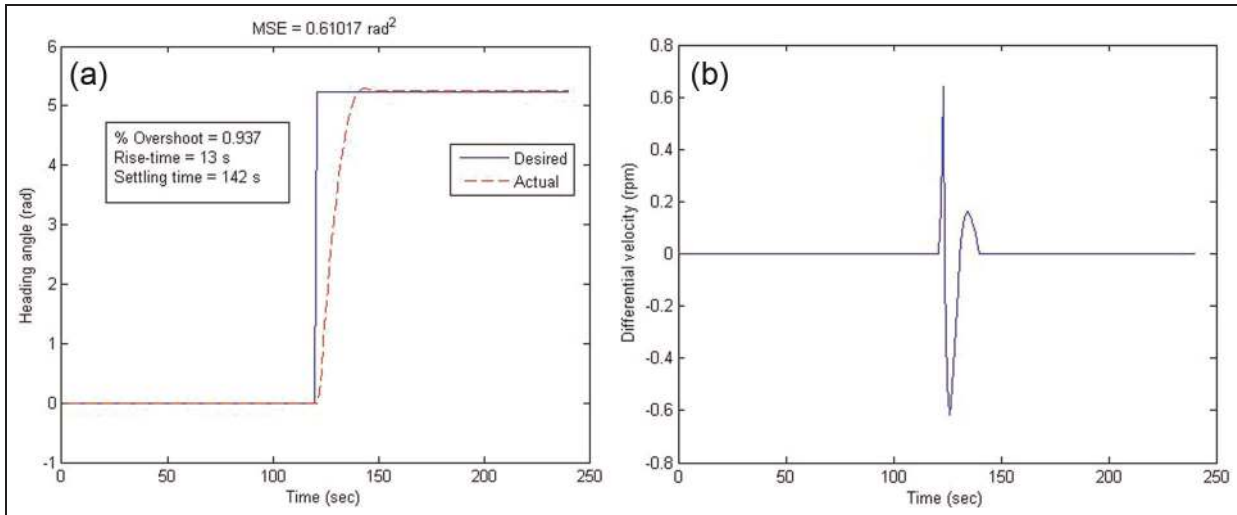 MSE = 0.61017 rad²
(a)
6
5
4
3
2
1
0
-1
Heading angle (rad)
% Overshoot = 0.937
Rise-time = 13 s
Settling time = 142 s
Desired
Actual
0 50 100 150 200 250
Time (sec)
(b)
0.8
0.6
0.4
0.2
0
-0.2
-0.4
-0.6
-0.8
Differential velocity (rpm)
0 50 100 150 200 250
Time (sec)